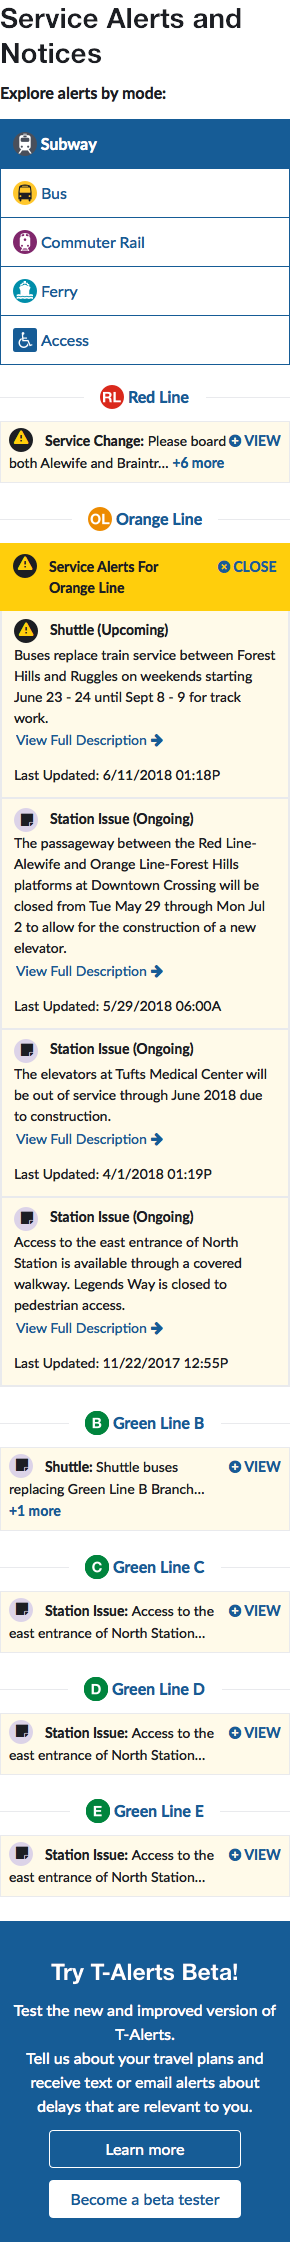 Service Alerts and
Notices
Explore alerts by mode:
Subway
Bus
Commuter Rail
Ferry
Access
RL Red Line
Service Change: Please board VIEW
both Alewife and Braintr... +6 more
OL Orange Line
Service Alerts For CLOSE
Orange Line
Shuttle (Upcoming)
Buses replace train service between Forest
Hills and Ruggles on weekends starting
June 23 - 24 until Sept 8 - 9 for track
work.
View Full Description
Last Updated: 6/11/2018 01:18P
Station Issue (Ongoing)
The passageway between the Red Line-
Alewife and Orange Line-Forest Hills
platforms at Downtown Crossing will be
closed from Tue May 29 through Mon Jul
2 to allow for the construction of a new
elevator.
View Full Description
Last Updated: 5/29/2018 06:00A
Station Issue (Ongoing)
The elevators at Tufts Medical Center will
be out of service through June 2018 due
to construction.
View Full Description
Last Updated: 4/1/2018 01:19P
Station Issue (Ongoing)
Access to the east entrance of North
Station is available through a covered
walkway. Legends Way is closed to
pedestrian access.
View Full Description
Last Updated: 11/22/2017 12:55P
B Green Line B
Shuttle: Shuttle buses VIEW
replacing Green Line B Branch...
+1 more
C Green Line C
Station Issue: Access to the VIEW
east entrance of North Station...
D Green Line D
Station Issue: Access to the VIEW
east entrance of North Station...
E Green Line E
Station Issue: Access to the VIEW
east entrance of North Station...
Try T-Alerts Beta!
Test the new and improved version of
T-Alerts.
Tell us about your travel plans and
receive text or email alerts about
delays that are relevant to you.
Learn more
Become a beta tester